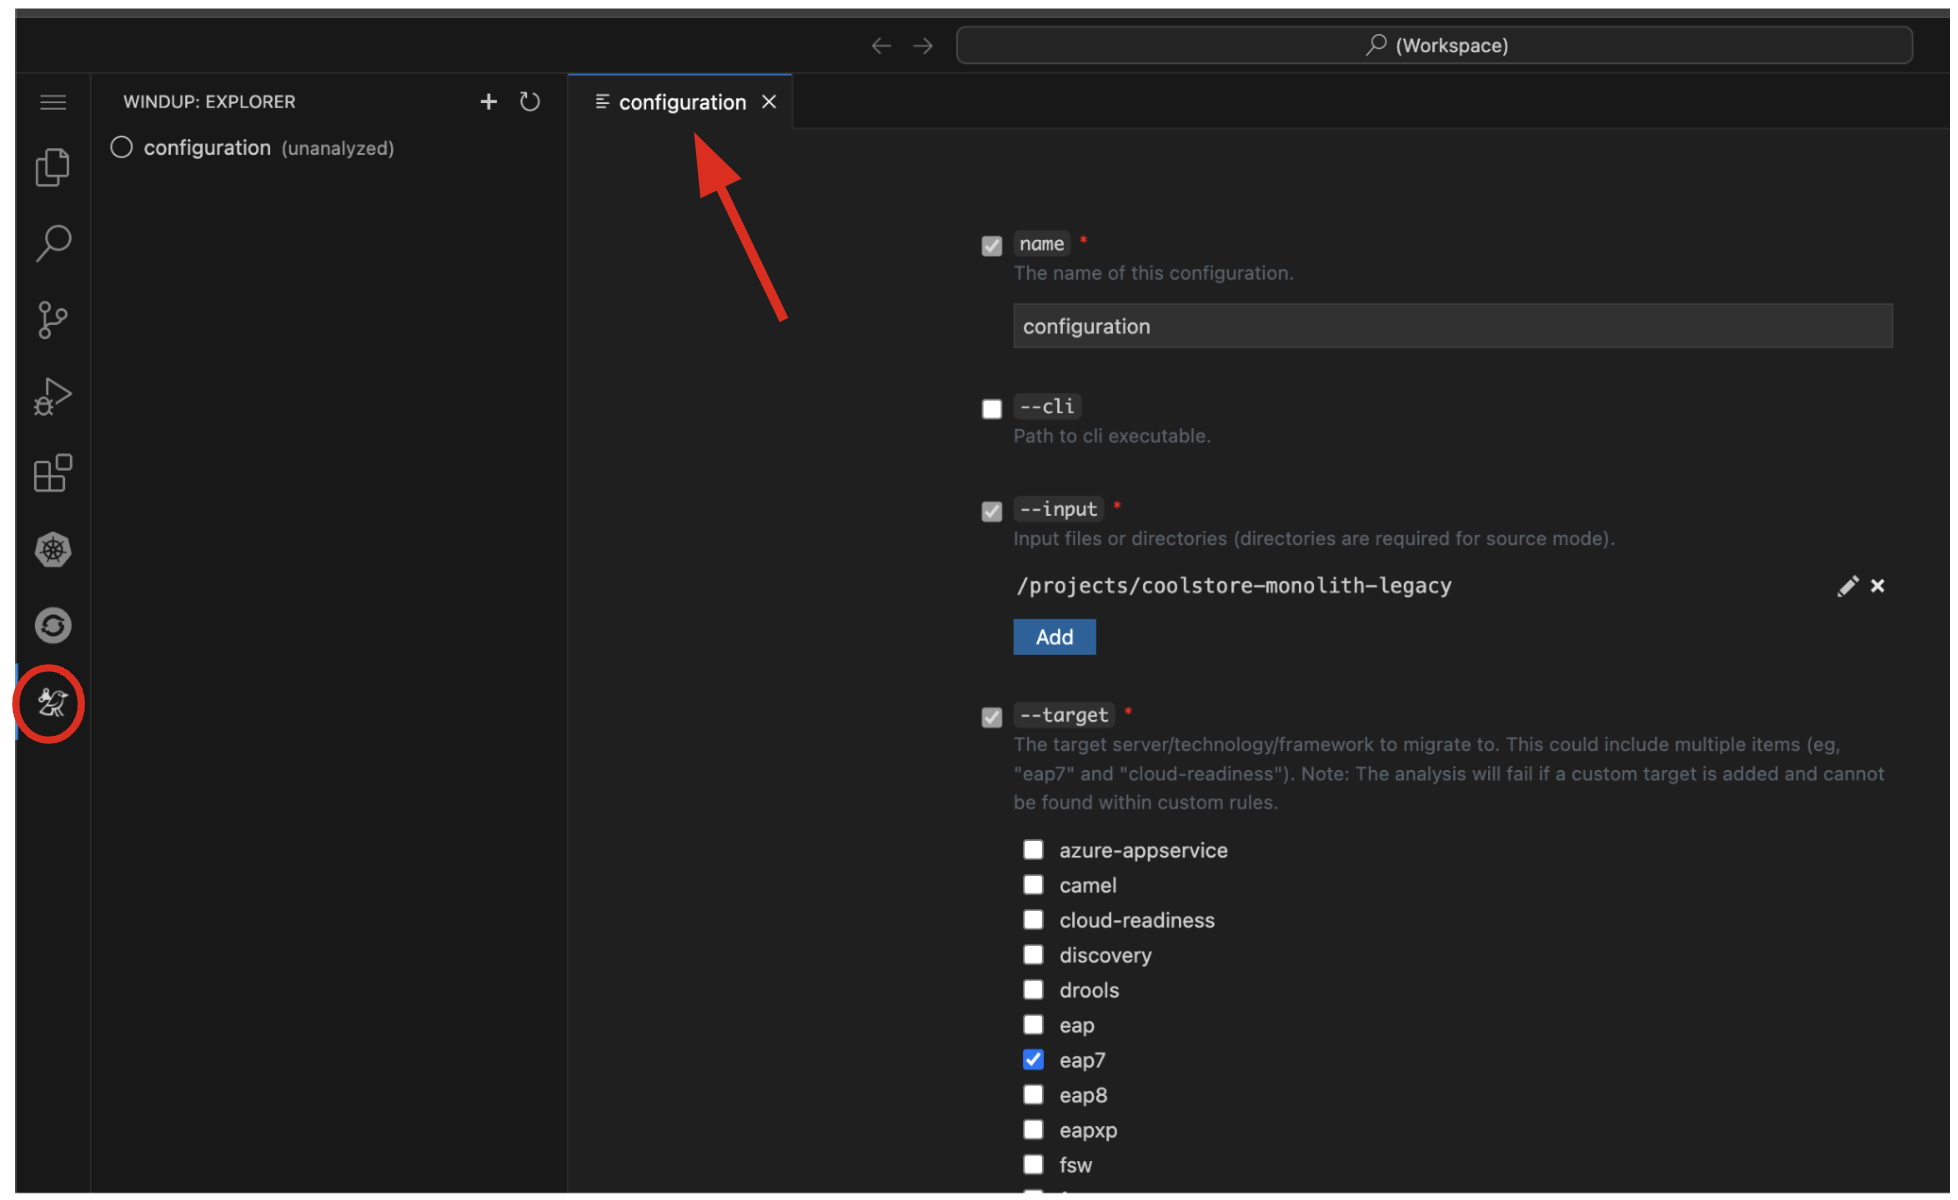 (Workspace)
WINDUP: EXPLORER
configuration (unanalyzed)
configuration
name *
The name of this configuration.
configuration
--cli
Path to cli executable.
--input *
Input files or directories (directories are required for source mode).
/projects/coolstore-monolith-legacy
Add
--target *
The target server/technology/framework to migrate to. This could include multiple items (eg,
"eap7" and "cloud-readiness"). Note: The analysis will fail if a custom target is added and cannot
be found within custom rules.
azure-appservice
camel
cloud-readiness
discovery
drools
eap
eap7
eap8
eapxp
fsw